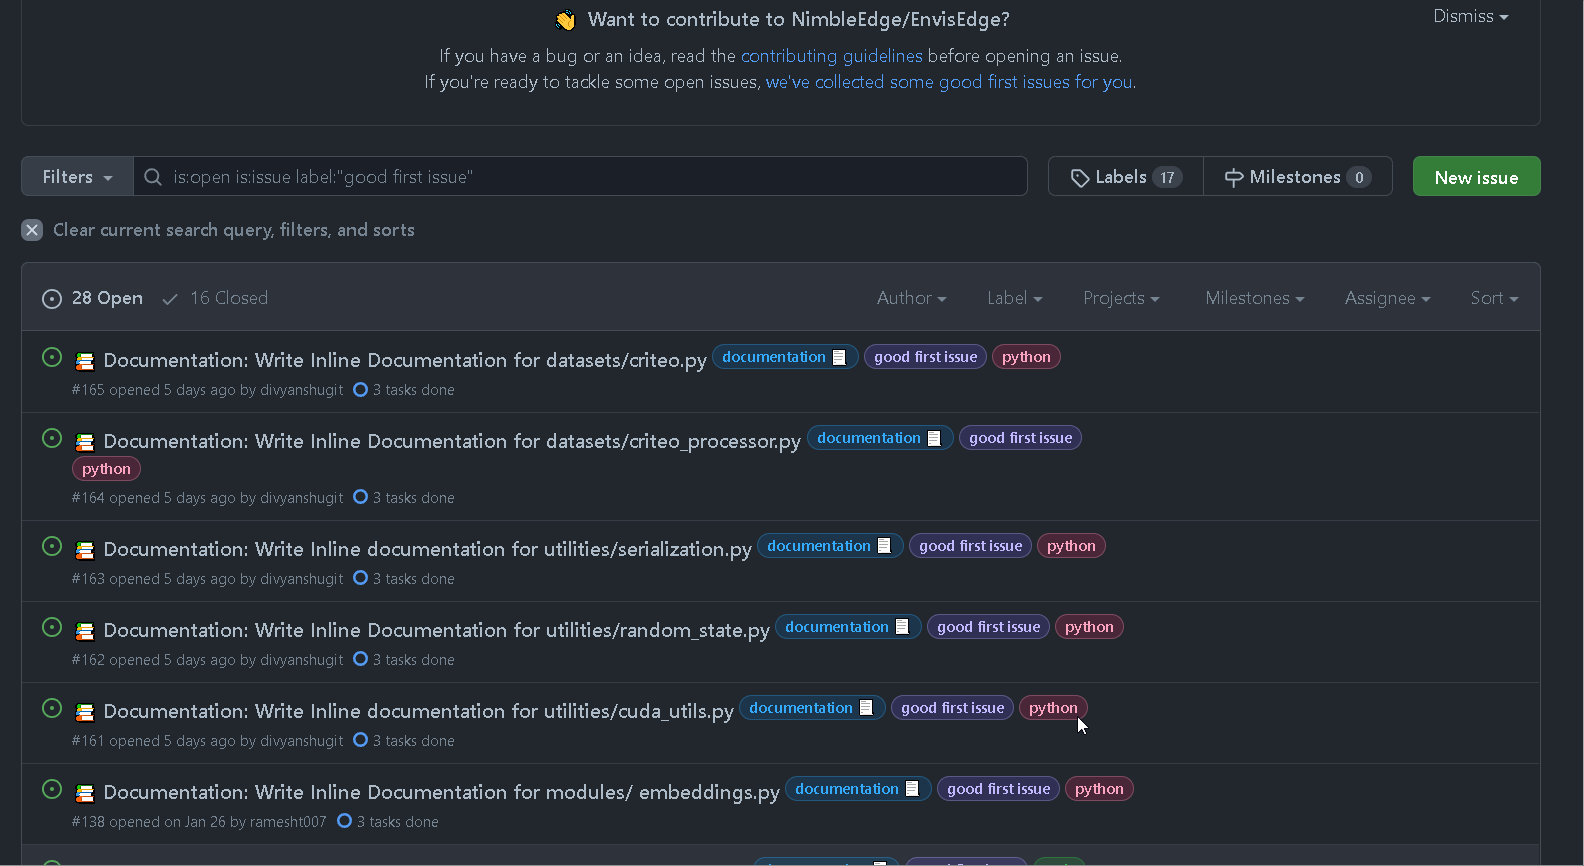 👋 Want to contribute to NimbleEdge/EnvisEdge?
Dismiss
If you have a bug or an idea, read the contributing guidelines before opening an issue.
If you're ready to tackle some open issues, we've collected some good first issues for you.
Filters is:open is:issue label:"good first issue" Labels 17 Milestones 0 New issue
Clear current search query, filters, and sorts
28 Open 16 Closed Author Label Projects Milestones Assignee Sort
📚 Documentation: Write Inline Documentation for datasets/criteo.py documentation 📃 good first issue python
#165 opened 5 days ago by divyanshugit 3 tasks done
📚 Documentation: Write Inline Documentation for datasets/criteo_processor.py documentation 📃 good first issue
python
#164 opened 5 days ago by divyanshugit 3 tasks done
📚 Documentation: Write Inline documentation for utilities/serialization.py documentation 📃 good first issue python
#163 opened 5 days ago by divyanshugit 3 tasks done
📚 Documentation: Write Inline Documentation for utilities/random_state.py documentation 📃 good first issue python
#162 opened 5 days ago by divyanshugit 3 tasks done
📚 Documentation: Write Inline documentation for utilities/cuda_utils.py documentation 📃 good first issue python
#161 opened 5 days ago by divyanshugit 3 tasks done
📚 Documentation: Write Inline Documentation for modules/ embeddings.py documentation 📃 good first issue python
#138 opened on Jan 26 by ramesht007 3 tasks done